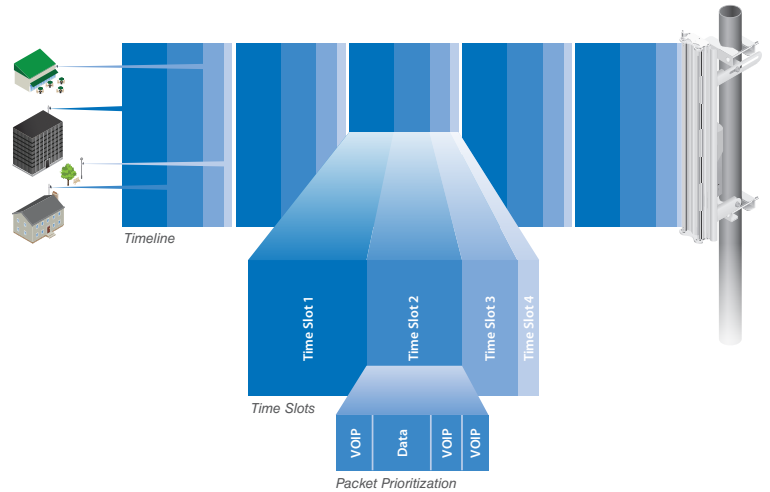 Timeline
Time Slot 1
Time Slot 2
Time Slot 3
Time Slot 4
Time Slots
VOIP
Data
VOIP
VOIP
Packet Prioritization